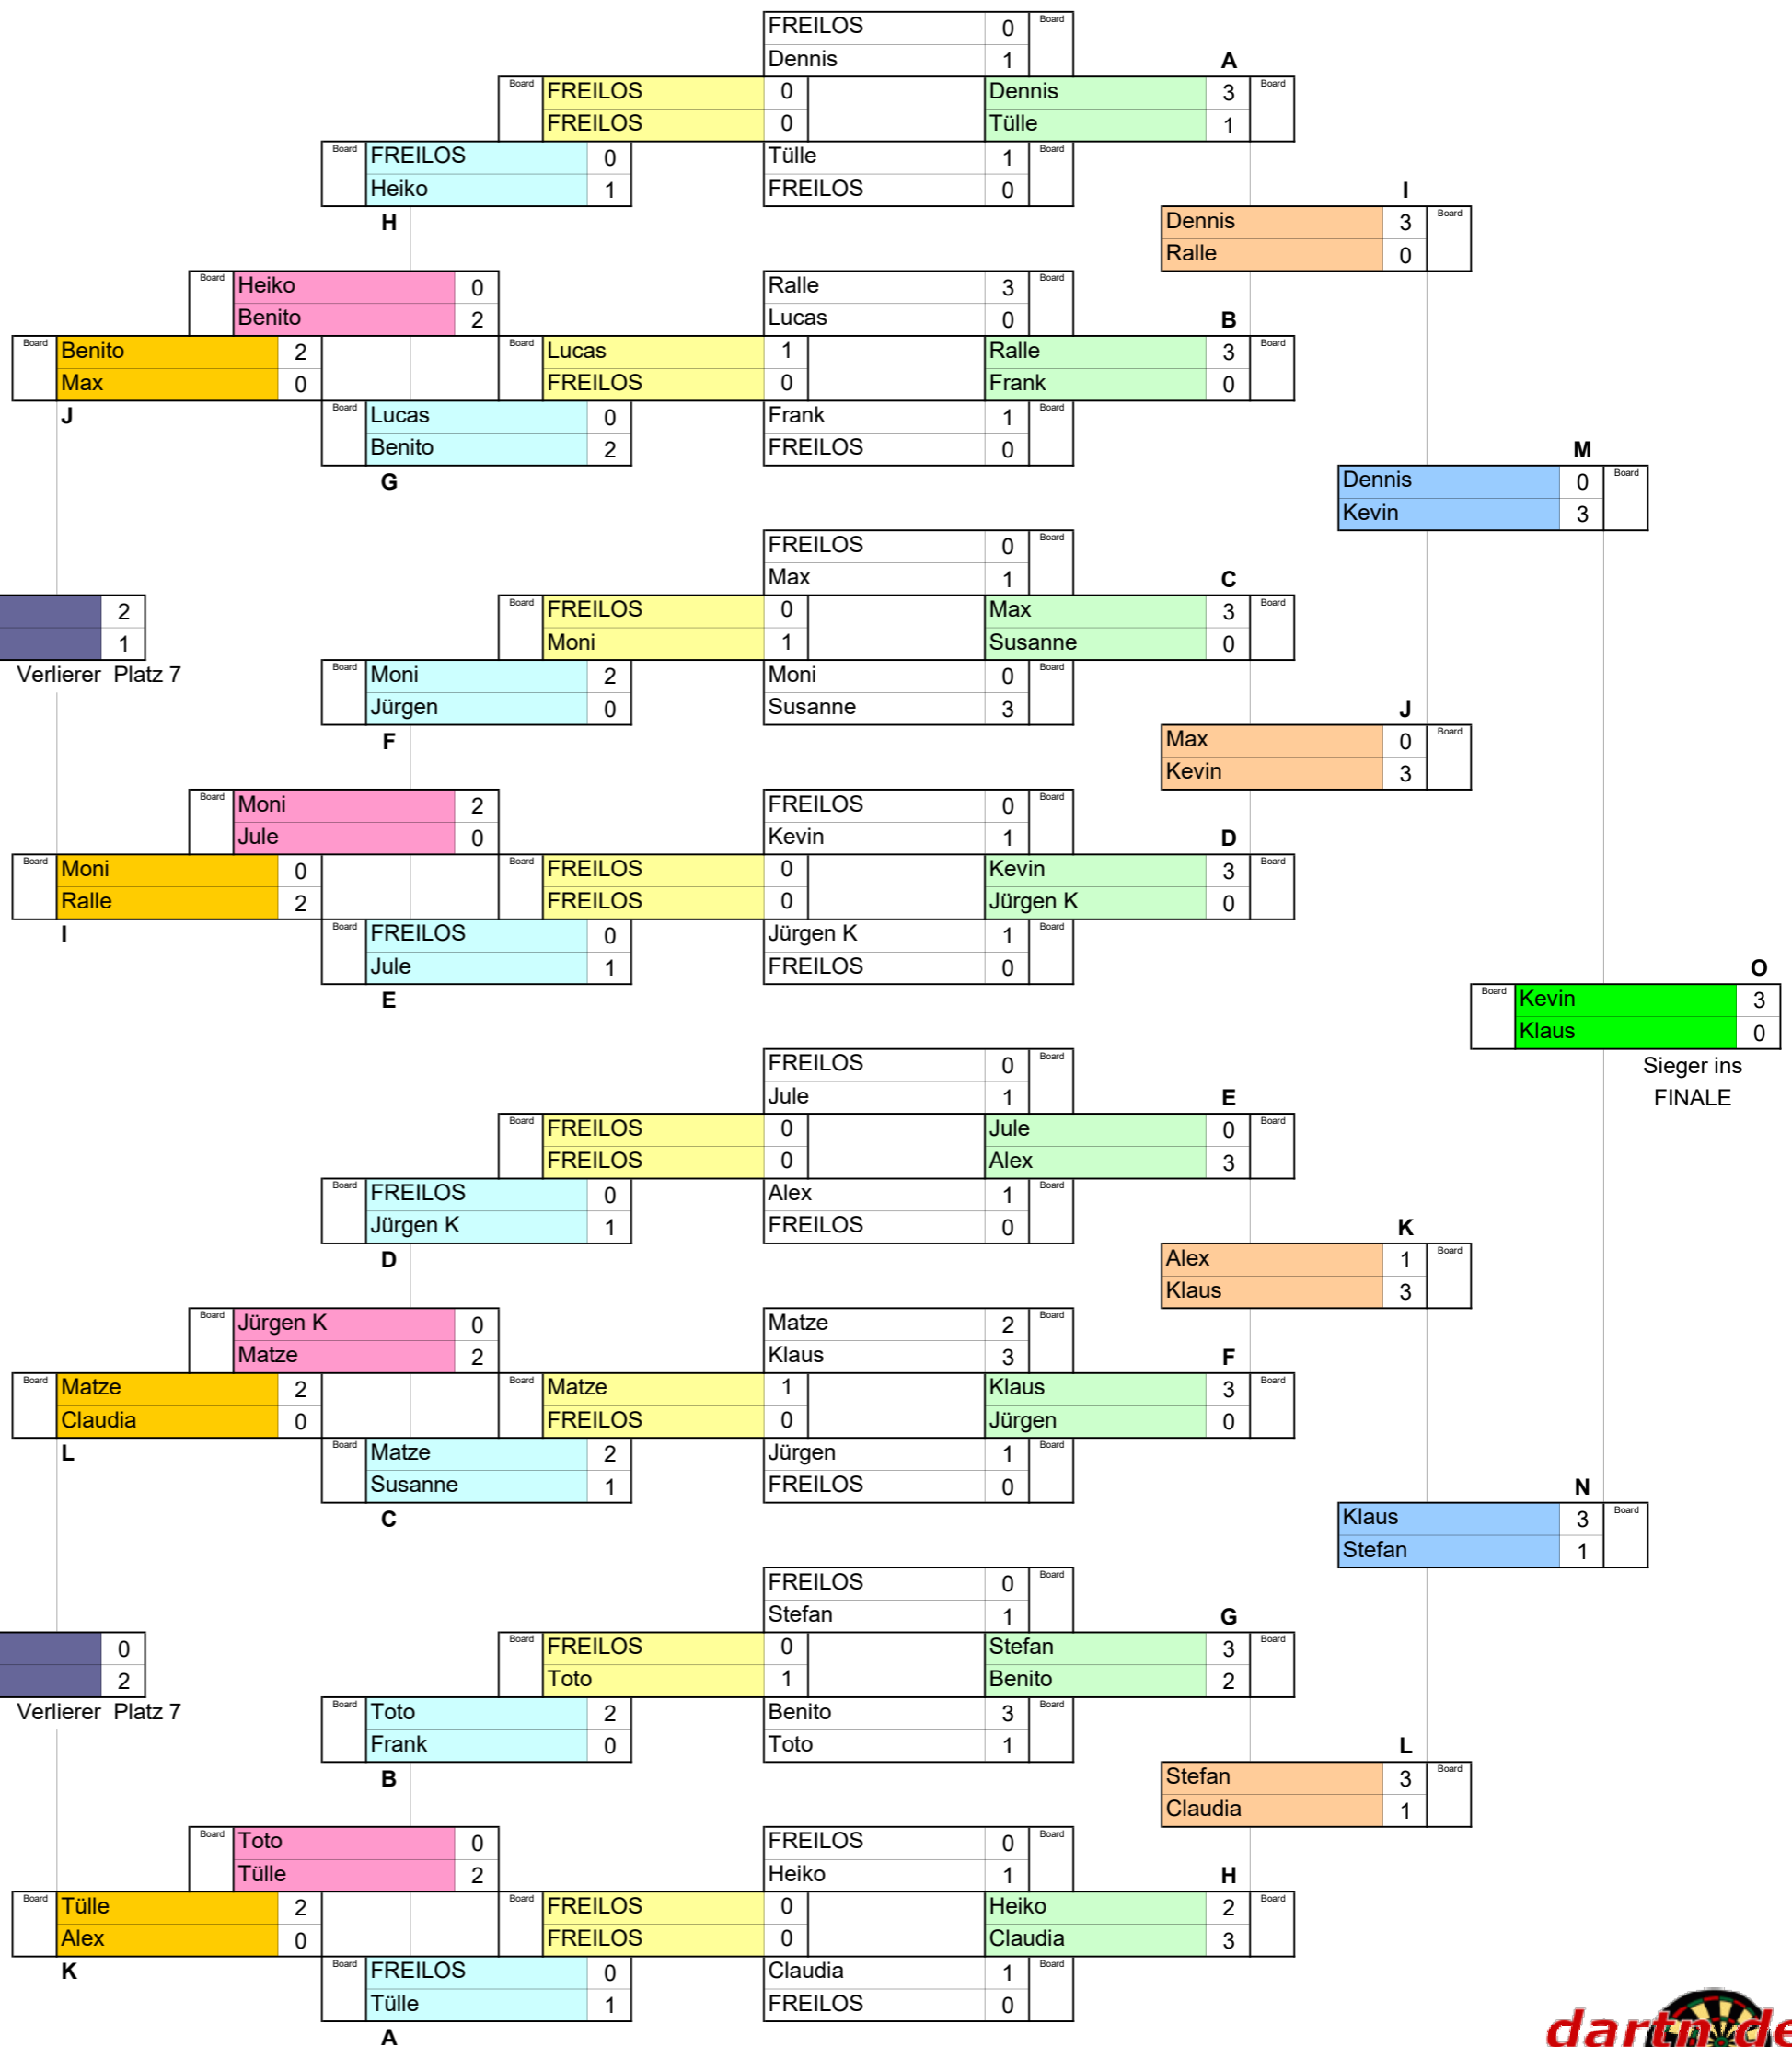 FREILOS 0 Board
Dennis 1 A
Board FREILOS 0 Dennis 3 Board
FREILOS 0 Tülle 1
Board FREILOS 0 Tülle 1 Board
Heiko 1 FREILOS 0 I
H Dennis 3 Board
Ralle 0
Board Heiko 0 Ralle 3 Board
Benito 2 Lucas 0 B
Board Benito 2 Board Lucas 1 Ralle 3 Board
Max 0 FREILOS 0 Frank 0
J Board Lucas 0 Frank 1 Board
Benito 2 FREILOS 0 M
G Dennis 0 Board
Kevin 3
FREILOS 0 Board
Max 1 C
2 Board FREILOS 0 Max 3 Board
1 Moni 1 Susanne 0
Verlierer Platz 7 Board Moni 2 Moni 0 Board
Jürgen 0 Susanne 3 J
F Max 0 Board
Kevin 3
Board Moni 2 FREILOS 0 Board
Jule 0 Kevin 1 D
Board Moni 0 Board FREILOS 0 Kevin 3 Board
Ralle 2 FREILOS 0 Jürgen K 0
I Board FREILOS 0 Jürgen K 1 Board
Jule 1 FREILOS 0 O
E Board Kevin 3
Klaus 0
FREILOS 0 Board Sieger ins
Jule 1 E FINALE
Board FREILOS 0 Jule 0 Board
FREILOS 0 Alex 3
Board FREILOS 0 Alex 1 Board
Jürgen K 1 FREILOS 0 K
D Alex 1 Board
Klaus 3
Board Jürgen K 0 Matze 2 Board
Matze 2 Klaus 3 F
Board Matze 2 Board Matze 1 Klaus 3 Board
Claudia 0 FREILOS 0 Jürgen 0
L Board Matze 2 Jürgen 1 Board
Susanne 1 FREILOS 0 N
C Klaus 3 Board
Stefan 1
FREILOS 0 Board
Stefan 1 G
0 Board FREILOS 0 Stefan 3 Board
2 Toto 1 Benito 2
Verlierer Platz 7 Board Toto 2 Benito 3 Board
Frank 0 Toto 1 L
B Stefan 3 Board
Claudia 1
Board Toto 0 FREILOS 0 Board
Tülle 2 Heiko 1 H
Board Tülle 2 Board FREILOS 0 Heiko 2 Board
Alex 0 FREILOS 0 Claudia 3
K Board FREILOS 0 Claudia 1 Board
Tülle 1 FREILOS 0
A dartn.de